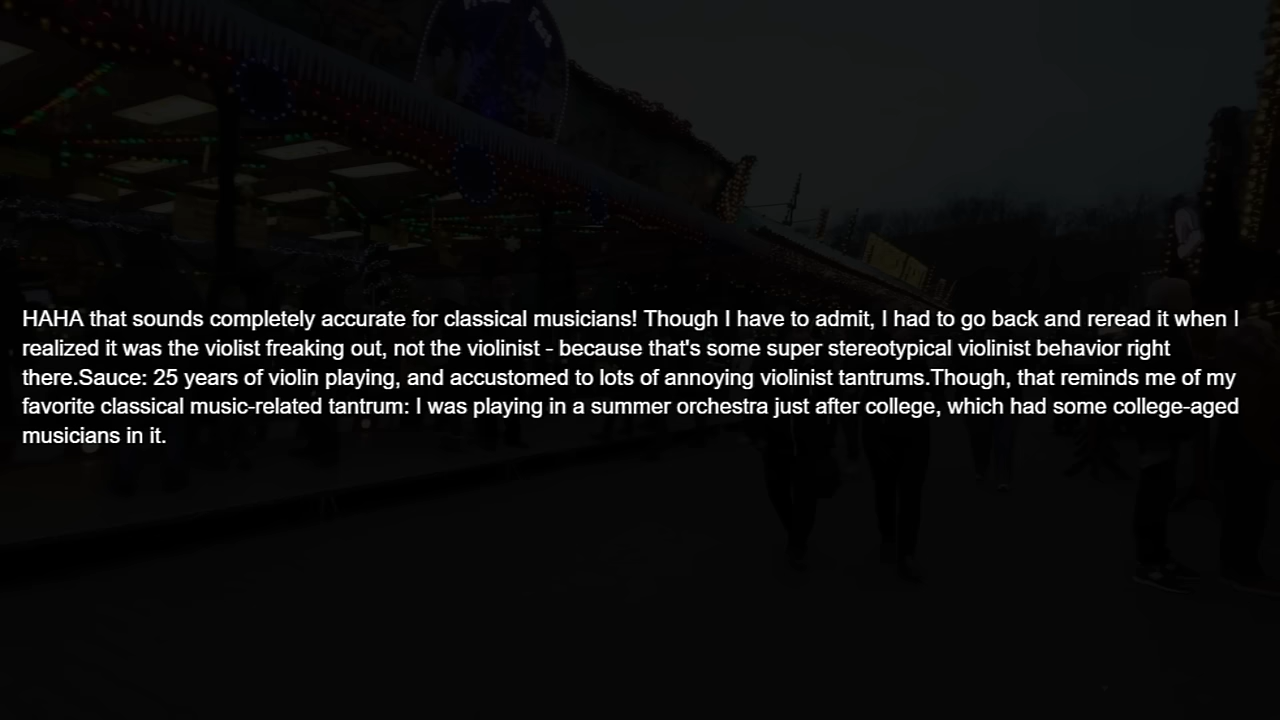 HAHA that sounds completely accurate for classical musicians! Though I have to admit, I had to go back and reread it when I
realized it was the violist freaking out, not the violinist - because that's some super stereotypical violinist behavior right
there.Sauce: 25 years of violin playing, and accustomed to lots of annoying violinist tantrums.Though, that reminds me of my
favorite classical music-related tantrum: I was playing in a summer orchestra just after college, which had some college-aged
musicians in it.